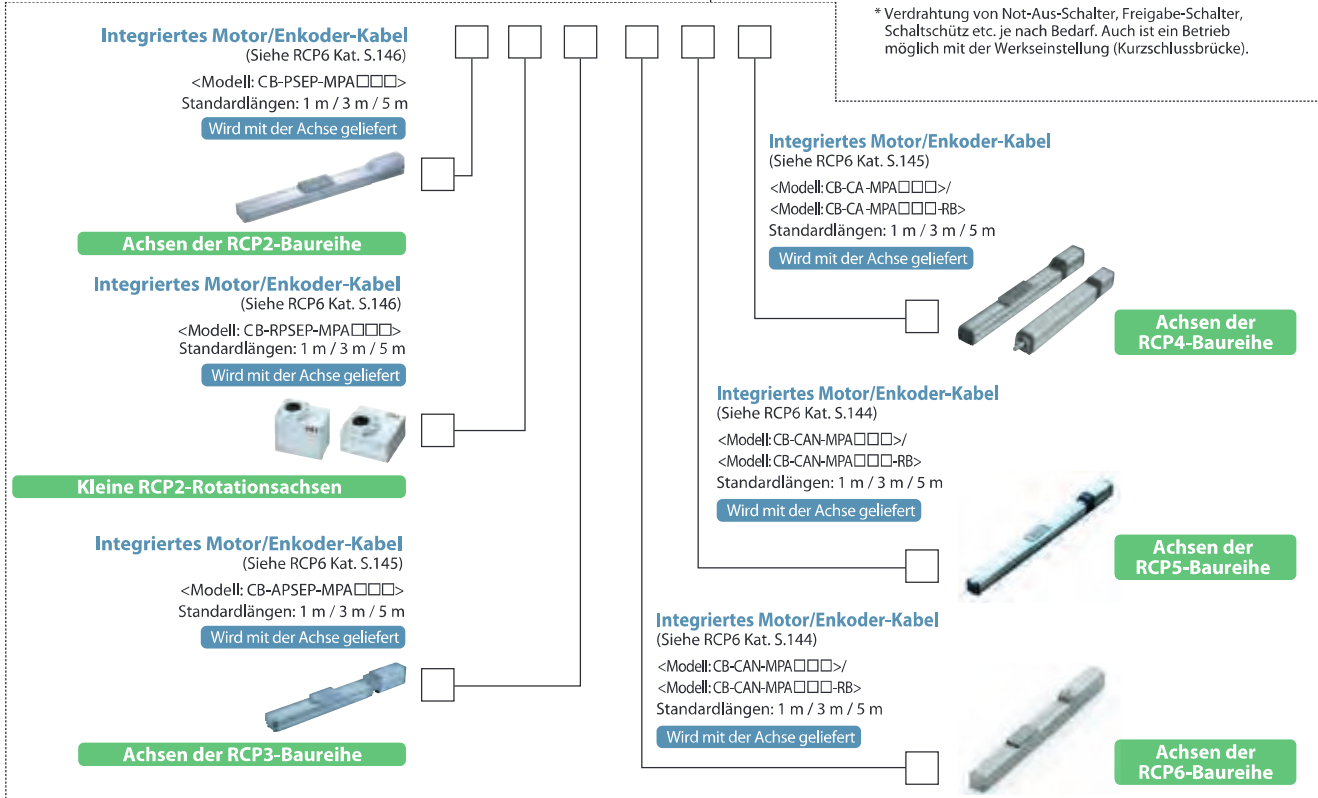 * Verdrahtung von Not-Aus-Schalter, Freigabe-Schalter,
Schaltschütz etc. je nach Bedarf. Auch ist ein Betrieb
möglich mit der Werkseinstellung (Kurzschlussbrücke).
Integriertes Motor/Enkoder-Kabel
(Siehe RCP6 Kat. S.146)
<Modell: CB-PSEP-MPA□□□>
Standardlängen: 1 m / 3 m / 5 m
Wird mit der Achse geliefert
Achsen der RCP2-Baureihe
Integriertes Motor/Enkoder-Kabel
(Siehe RCP6 Kat. S.146)
<Modell: CB-RPSEP-MPA□□□>
Standardlängen: 1 m / 3 m / 5 m
Wird mit der Achse geliefert
Kleine RCP2-Rotationsachsen
Integriertes Motor/Enkoder-Kabel
(Siehe RCP6 Kat. S.145)
<Modell: CB-APSEP-MPA□□□>
Standardlängen: 1 m / 3 m / 5 m
Wird mit der Achse geliefert
Achsen der RCP3-Baureihe
Integriertes Motor/Enkoder-Kabel
(Siehe RCP6 Kat. S.145)
<Modell: CB-CA-MPA□□□>/
<Modell: CB-CA-MPA□□□-RB>
Standardlängen: 1 m / 3 m / 5 m
Wird mit der Achse geliefert
Achsen der
RCP4-Baureihe
Integriertes Motor/Enkoder-Kabel
(Siehe RCP6 Kat. S.144)
<Modell: CB-CAN-MPA□□□>/
<Modell: CB-CAN-MPA□□□-RB>
Standardlängen: 1 m / 3 m / 5 m
Wird mit der Achse geliefert
Achsen der
RCP5-Baureihe
Integriertes Motor/Enkoder-Kabel
(Siehe RCP6 Kat. S.144)
<Modell: CB-CAN-MPA□□□>/
<Modell: CB-CAN-MPA□□□-RB>
Standardlängen: 1 m / 3 m / 5 m
Wird mit der Achse geliefert
Achsen der
RCP6-Baureihe